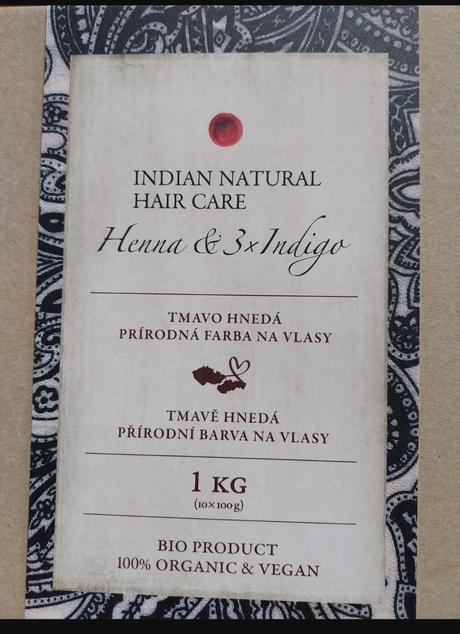 INDIAN NATURAL
HAIR CARE
Henna & 3×Indigo
TMAVO HNEDÁ
PRÍRODNÁ FARBA NA VLASY
TMAVĚ HNEDÁ
PŘÍRODNÍ BARVA NA VLASY
1 KG
(10×100g)
BIO PRODUCT
100% ORGANIC & VEGAN